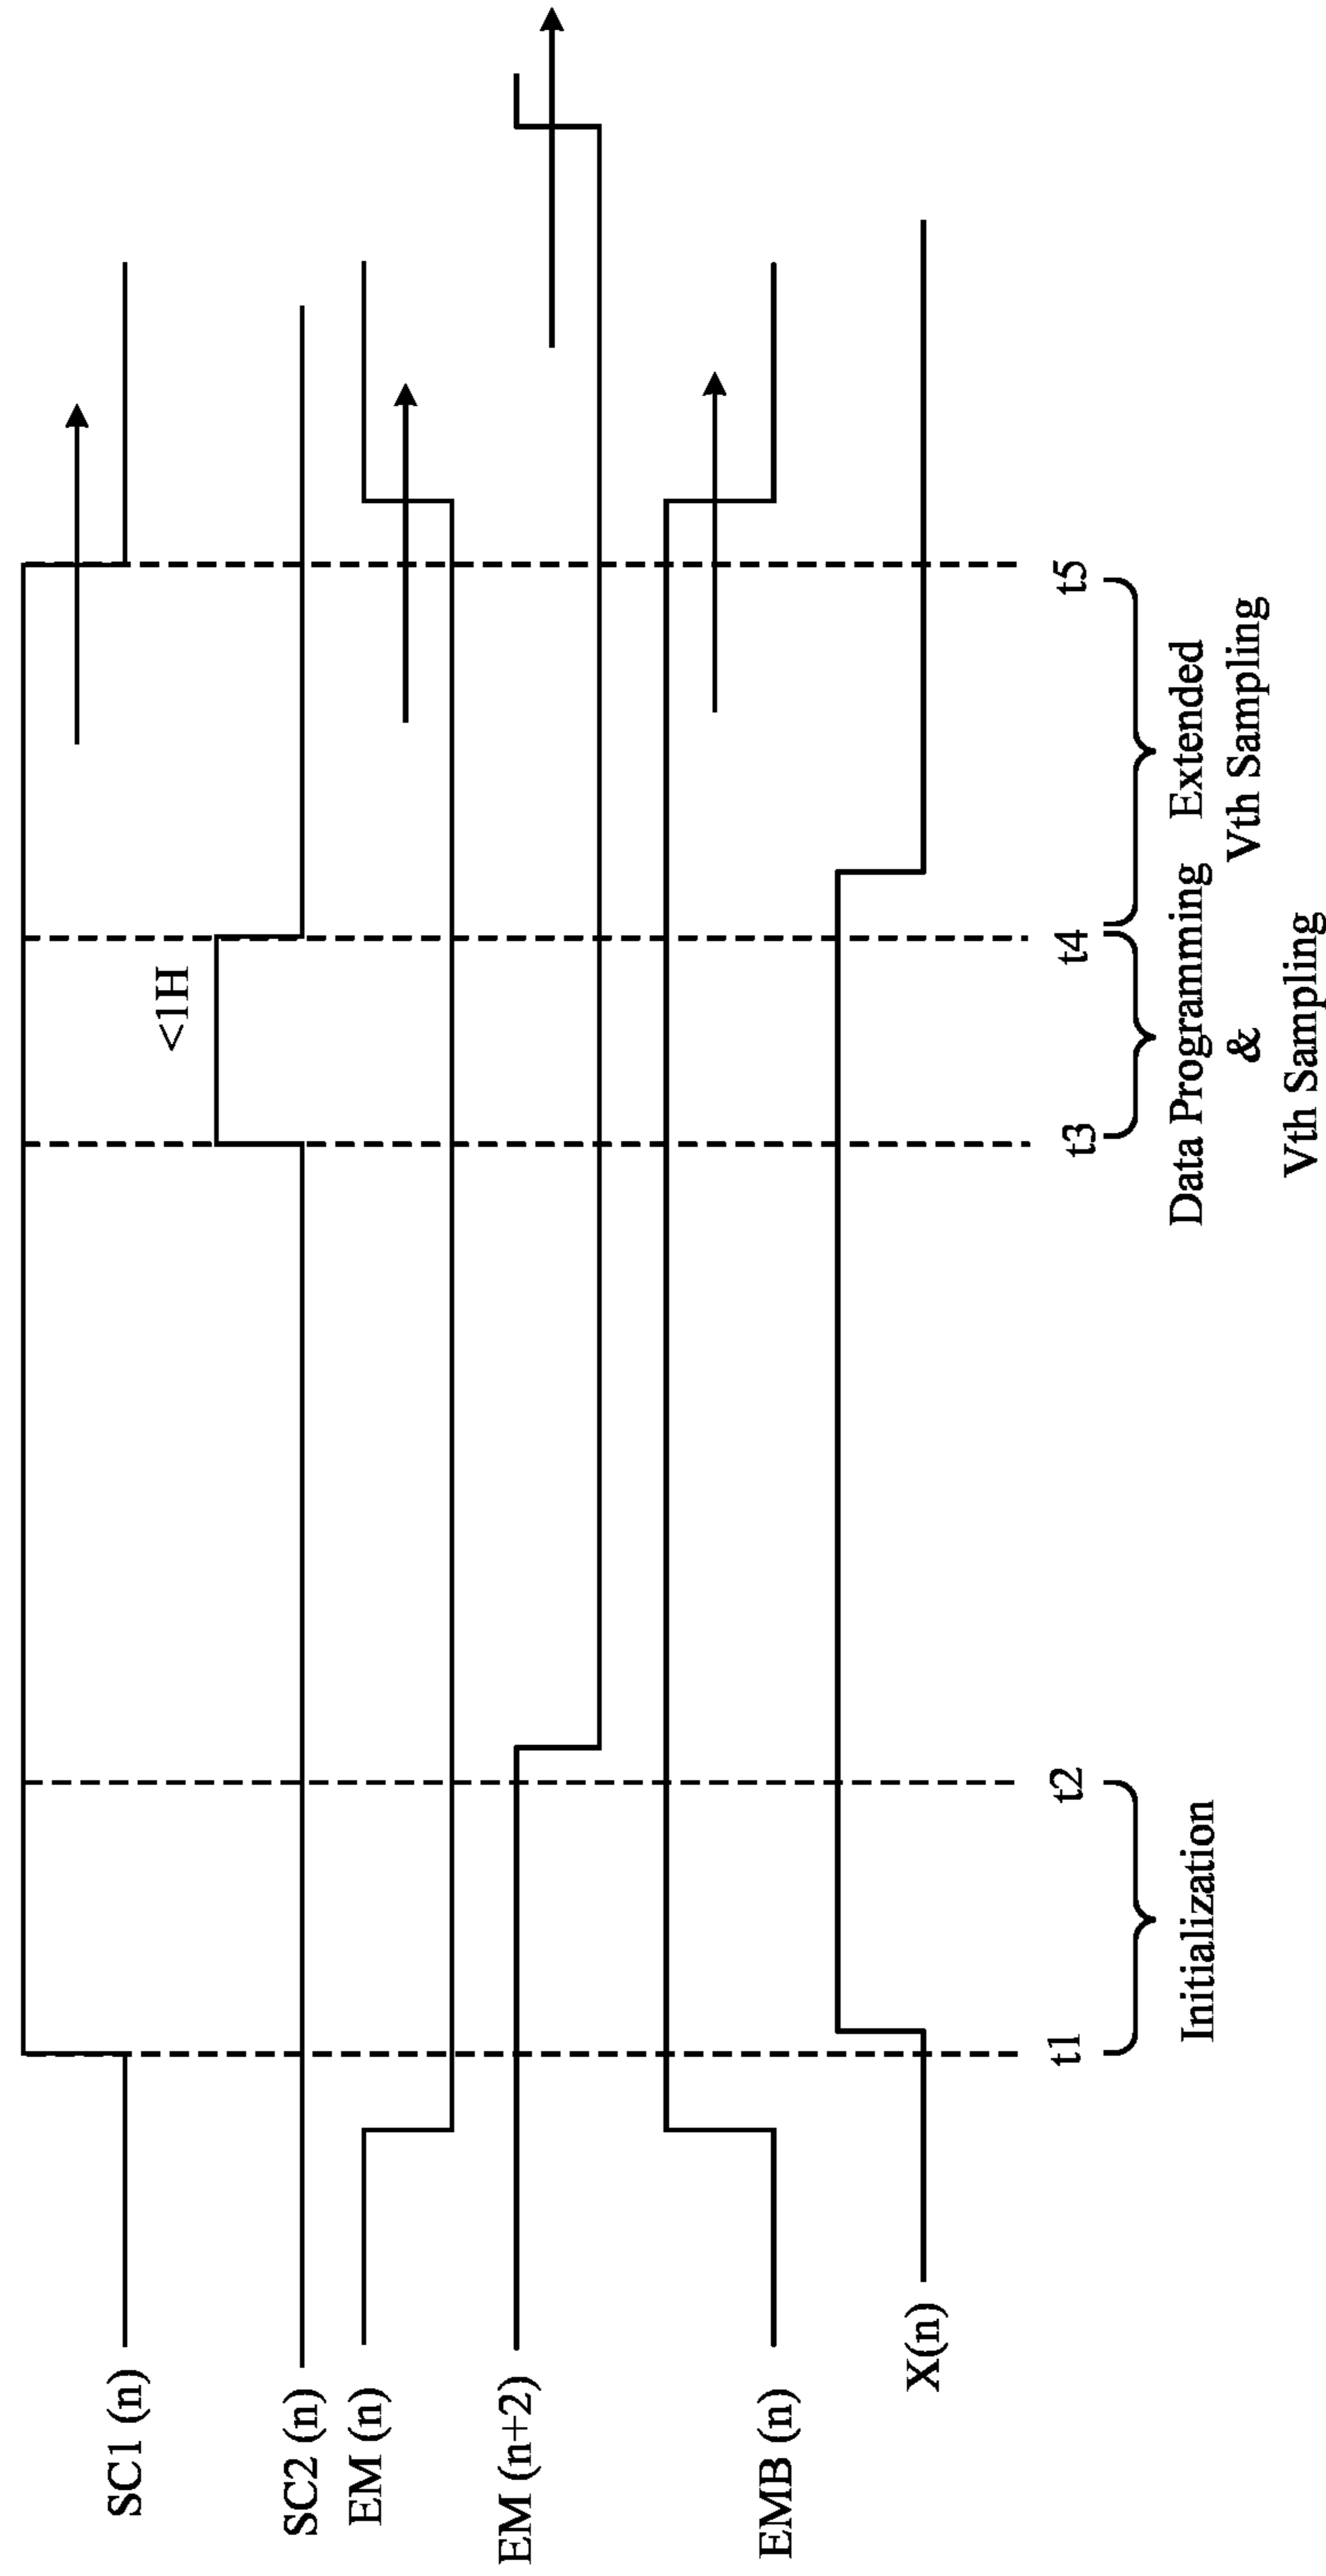 SC1 (n)
<1H
SC2 (n)
EM (n)
EM (n+2)
EMB (n)
X(n)
t1
t2
t3
t4
t5
Initialization
Data Programming
&
Vth Sampling
Extended
Vth Sampling